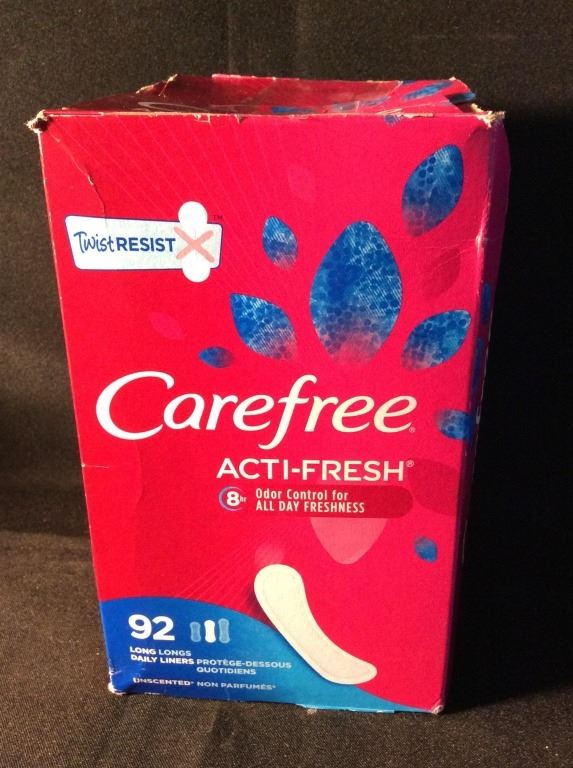 TwistRESIST ™
Carefree®
ACTI-FRESH®
8hr Odor Control for
ALL DAY FRESHNESS
92
LONG LONGS
DAILY LINERS PROTÈGE-DESSOUS
QUOTIDIENS
UNSCENTED* NON PARFUMÉS*